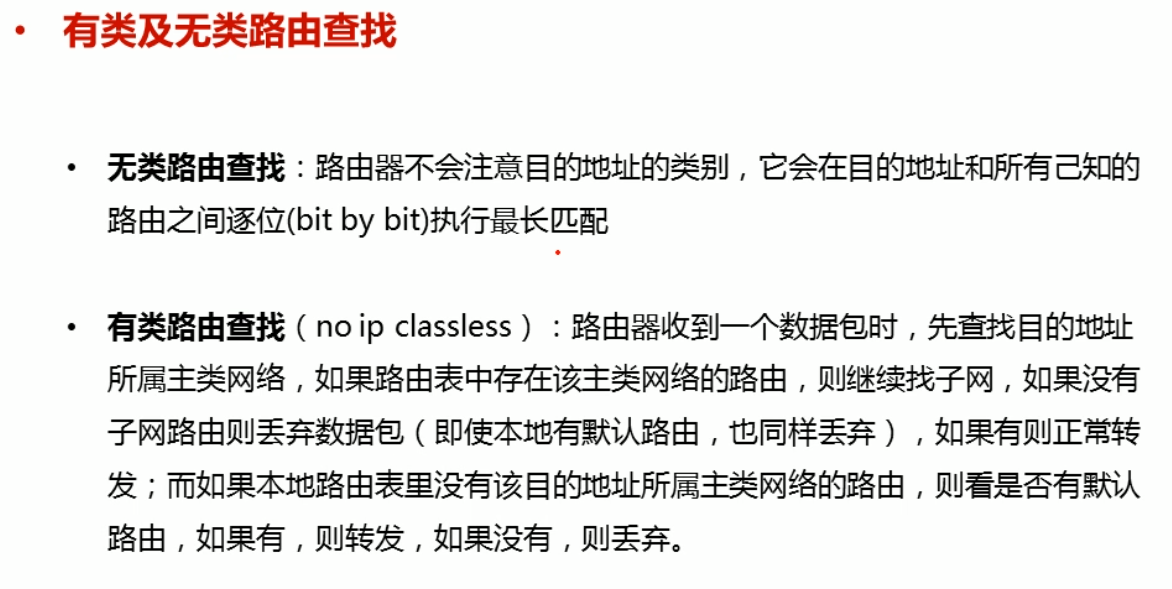 • 有类及无类路由查找
• 无类路由查找：路由器不会注意目的地址的类别，它会在目的地址和所有己知的
路由之间逐位(bit by bit)执行最长匹配
• 有类路由查找（no ip classless）：路由器收到一个数据包时，先查找目的地址
所属主类网络，如果路由表中存在该主类网络的路由，则继续找子网，如果没有
子网路由则丢弃数据包（即使本地有默认路由，也同样丢弃），如果有则正常转
发；而如果本地路由表里没有该目的地址所属主类网络的路由，则看是否有默认
路由，如果有，则转发，如果没有，则丢弃。